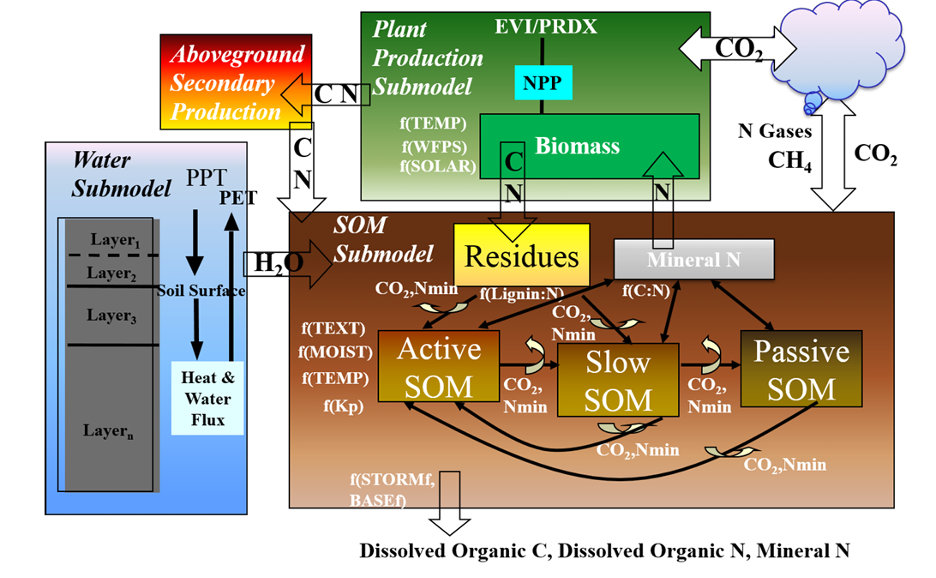 Plant
Production
Submodel
EVI/PRDX
NPP
f(TEMP)
f(WFPS)
f(SOLAR)
Biomass
CO2
N Gases
CH4
CO2
Aboveground
Secondary
Production
C N
C
N
C
N
N
Water
Submodel
PPT
PET
Layer1
Layer2
Soil Surface
Layer3
Heat &
Water
Flux
Layern
H2O
SOM
Submodel
Residues
Mineral N
CO2,Nmin
f(Lignin:N)
f(C:N)
CO2,
Nmin
f(TEXT)
f(MOIST)
f(TEMP)
f(Kp)
Active
SOM
CO2,
Nmin
Slow
SOM
CO2,
Nmin
Passive
SOM
CO2,Nmin
CO2,Nmin
f(STORMf,
BASEf)
Dissolved Organic C, Dissolved Organic N, Mineral N